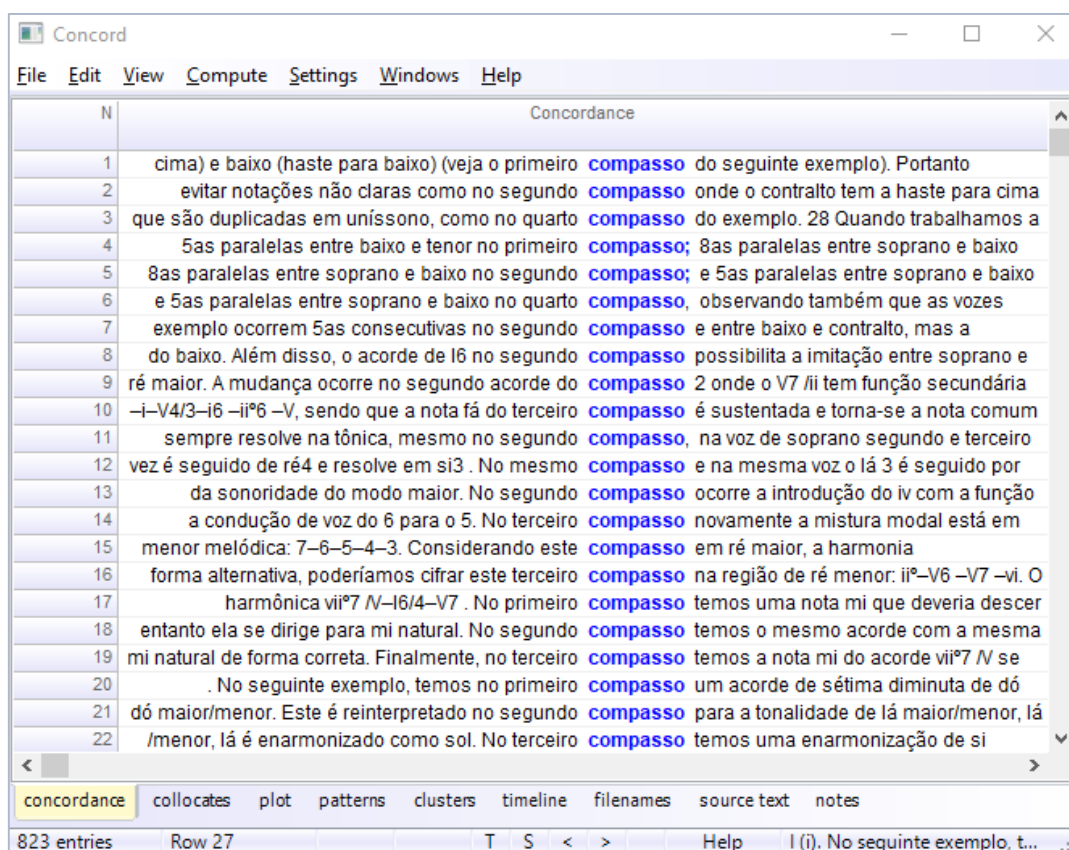 Concord
File Edit View Compute Settings Windows Help
N Concordance
1 cima) e baixo (haste para baixo) (veja o primeiro compasso do seguinte exemplo). Portanto
2 evitar notações não claras como no segundo compasso onde o contralto tem a haste para cima
3 que são duplicadas em uníssono, como no quarto compasso do exemplo. 28 Quando trabalhamos a
4 5as paralelas entre baixo e tenor no primeiro compasso; 8as paralelas entre soprano e baixo
5 8as paralelas entre soprano e baixo no segundo compasso; e 5as paralelas entre soprano e baixo
6 e 5as paralelas entre soprano e baixo no quarto compasso, observando também que as vozes
7 exemplo ocorrem 5as consecutivas no segundo compasso e entre baixo e contralto, mas a
8 do baixo. Além disso, o acorde de I6 no segundo compasso possibilita a imitação entre soprano e
9 ré maior. A mudança ocorre no segundo acorde do compasso 2 onde o V7 /ii tem função secundária
10 –i–V4/3–i6 –iiº6 –V, sendo que a nota fá do terceiro compasso é sustentada e torna-se a nota comum
11 sempre resolve na tônica, mesmo no segundo compasso, na voz de soprano segundo e terceiro
12 vez é seguido de ré4 e resolve em si3 . No mesmo compasso e na mesma voz o lá 3 é seguido por
13 da sonoridade do modo maior. No segundo compasso ocorre a introdução do iv com a função
14 a condução de voz do 6 para o 5. No terceiro compasso novamente a mistura modal está em
15 menor melódica: 7–6–5–4–3. Considerando este compasso em ré maior, a harmonia
16 forma alternativa, poderíamos cifrar este terceiro compasso na região de ré menor: iiº–V6 –V7 –vi. O
17 harmônica viiº7 /V–I6/4–V7 . No primeiro compasso temos uma nota mi que deveria descer
18 entanto ela se dirige para mi natural. No segundo compasso temos o mesmo acorde com a mesma
19 mi natural de forma correta. Finalmente, no terceiro compasso temos a nota mi do acorde viiº7 /V se
20 . No seguinte exemplo, temos no primeiro compasso um acorde de sétima diminuta de dó
21 dó maior/menor. Este é reinterpretado no segundo compasso para a tonalidade de lá maior/menor, lá
22 /menor, lá é enarmonizado como sol. No terceiro compasso temos uma enarmonização de si
concordance collocates plot patterns clusters timeline filenames source text notes
823 entries Row 27 T S < > Help I (i). No seguinte exemplo, t...